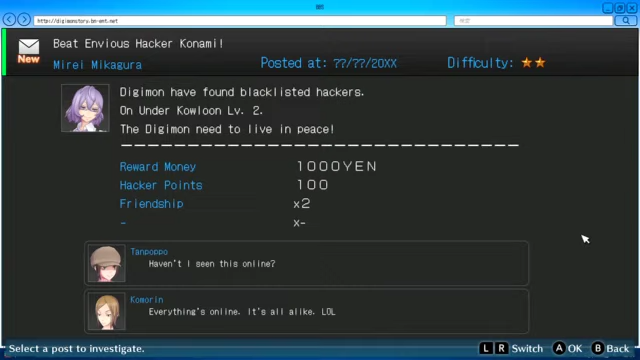 http://digimonstory.bn-ent.net
Beat Envious Hacker Konami!
New
Mirei Mikagura
Posted at: ??/??/20XX
Difficulty: ★★
Digimon have found blacklisted hackers.
On Under Kowloon Lv. 2.
The Digimon need to live in peace!
Reward Money 1000YEN
Hacker Points 100
Friendship x2
- x-
Tanpoppo
Haven't I seen this online?
Komorin
Everything's online. It's all alike. LOL
Select a post to investigate.
L R Switch A OK B Back